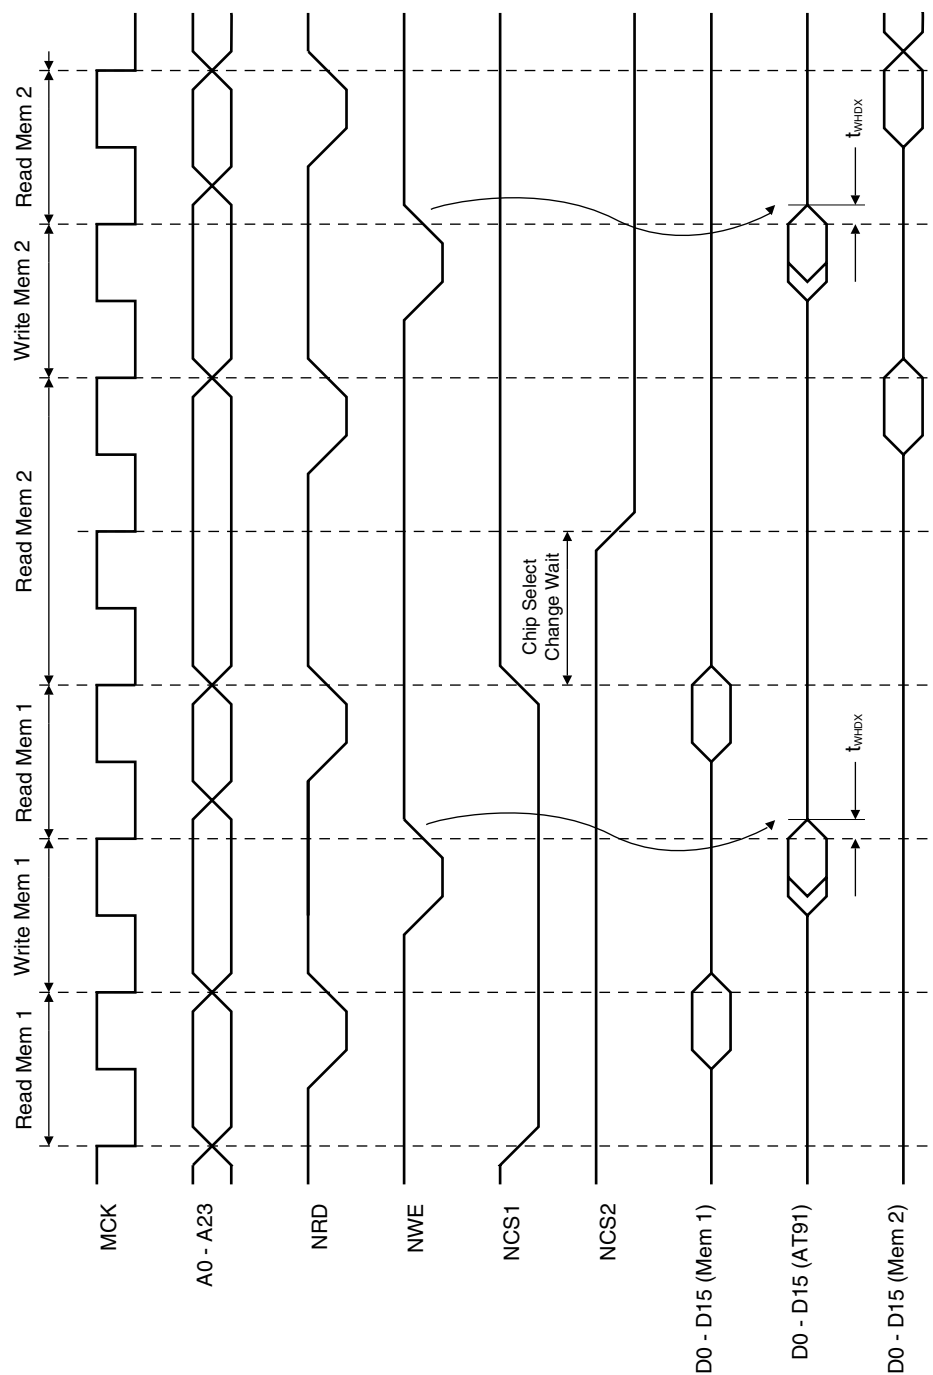 Read Mem 1
Write Mem 1
Read Mem 1
Read Mem 2
Write Mem 2
Read Mem 2
MCK
A0 - A23
NRD
NWE
NCS1
Chip Select
Change Wait
NCS2
D0 - D15 (Mem 1)
D0 - D15 (AT91)
tWHDX
tWHDX
D0 - D15 (Mem 2)